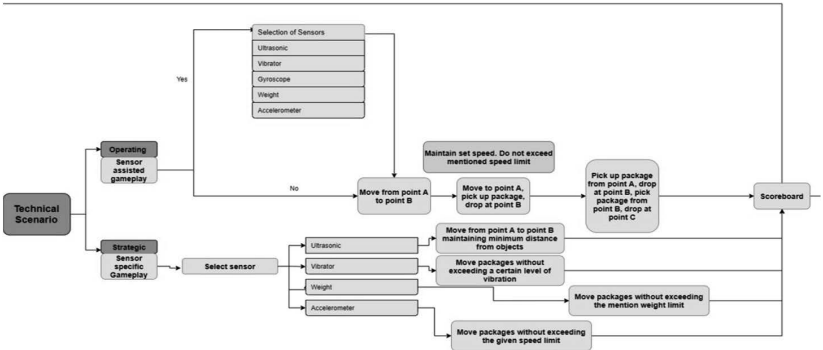 Selection of Sensors
Ultrasonic
Vibrator
Gyroscope
Weight
Accelerometer
Yes
Operating
Sensor
assisted
gameplay
No
Maintain set speed. Do not exceed
mentioned speed limit
Move from point A
to point B
Move to point A,
pick up package,
drop at point B
Pick up package
from point A, drop
at point B, pick
package from
point B, drop at
point C
Scoreboard
Technical
Scenario
Strategic
Sensor
specific
Gameplay
Select sensor
Ultrasonic
Vibrator
Weight
Accelerometer
Move from point A to point B
maintaining minimum distance
from objects
Move packages without
exceeding a certain level of
vibration
Move packages without exceeding
the mention weight limit
Move packages without exceeding
the given speed limit